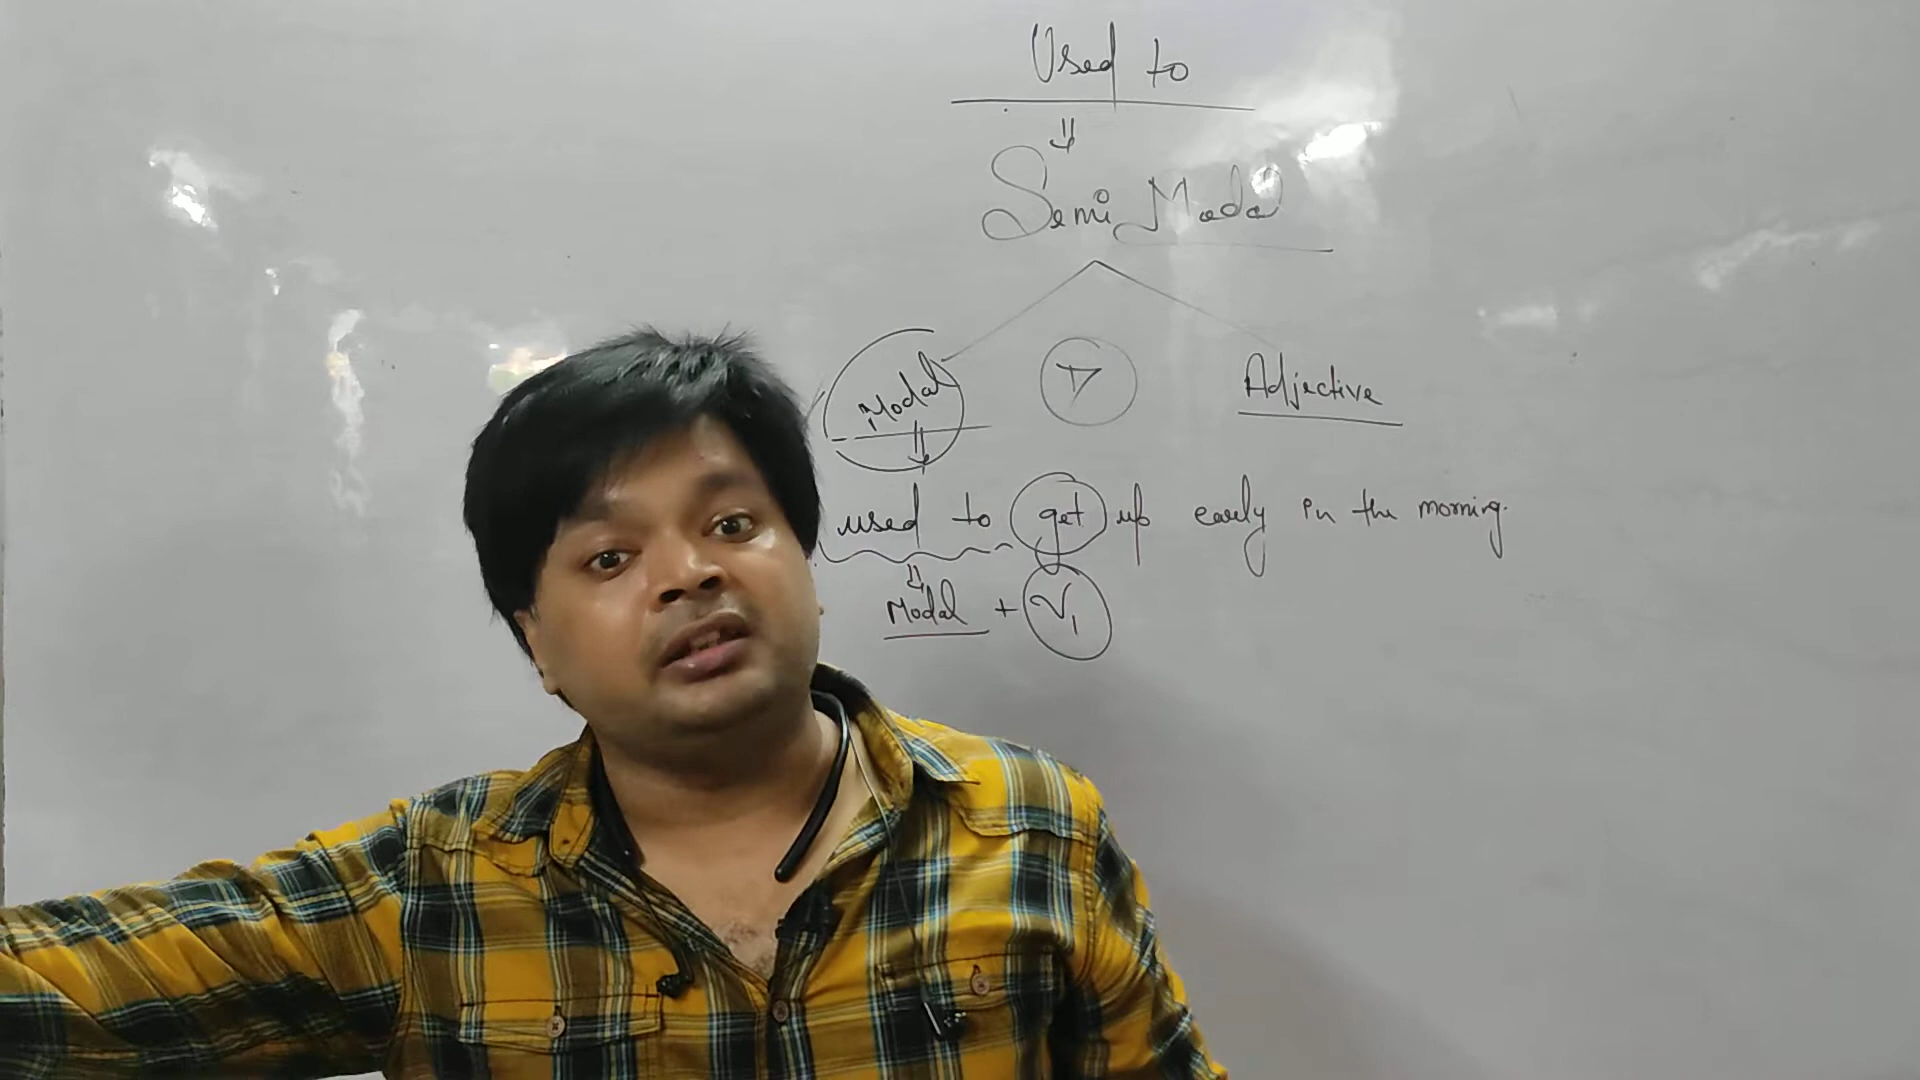 Used to
Semi Modal
Modal
Adjective
used to get up early in the morning.
Modal + V1